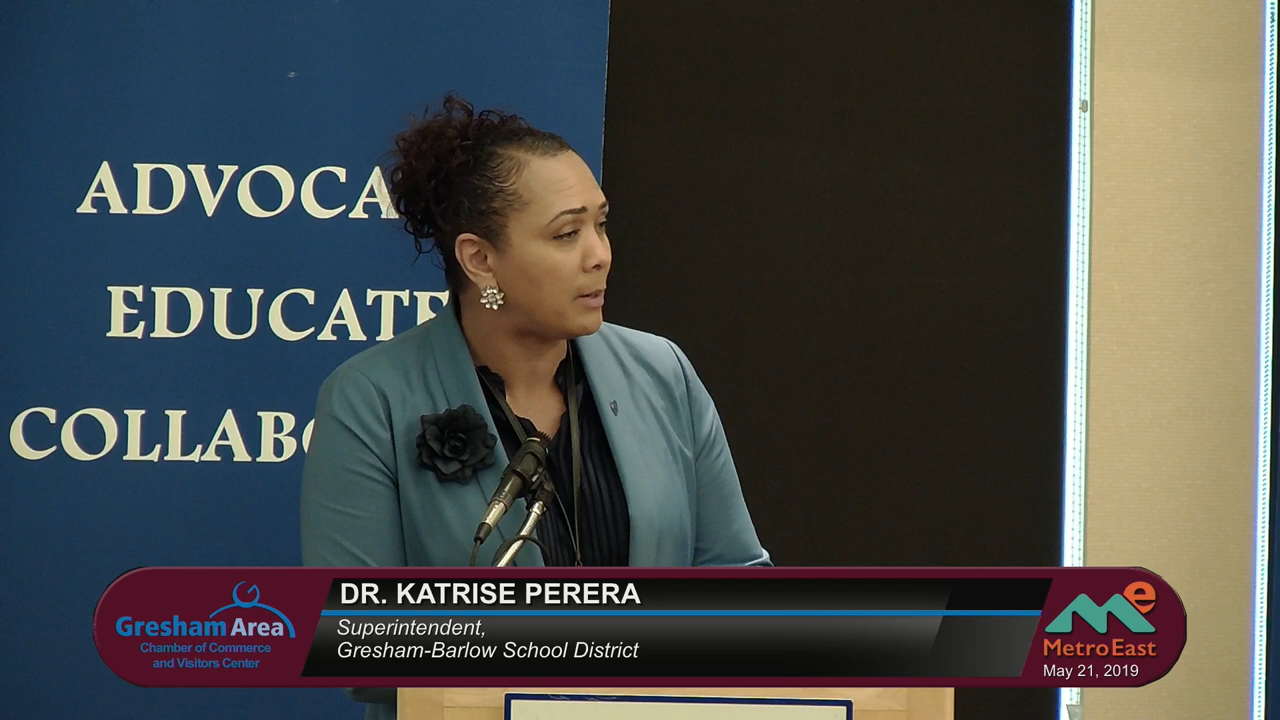 ADVOCA
EDUCATE
COLLABO
DR. KATRISE PERERA
Superintendent,
Gresham-Barlow School District
Gresham Area
Chamber of Commerce
and Visitors Center
Me
MetroEast
May 21, 2019